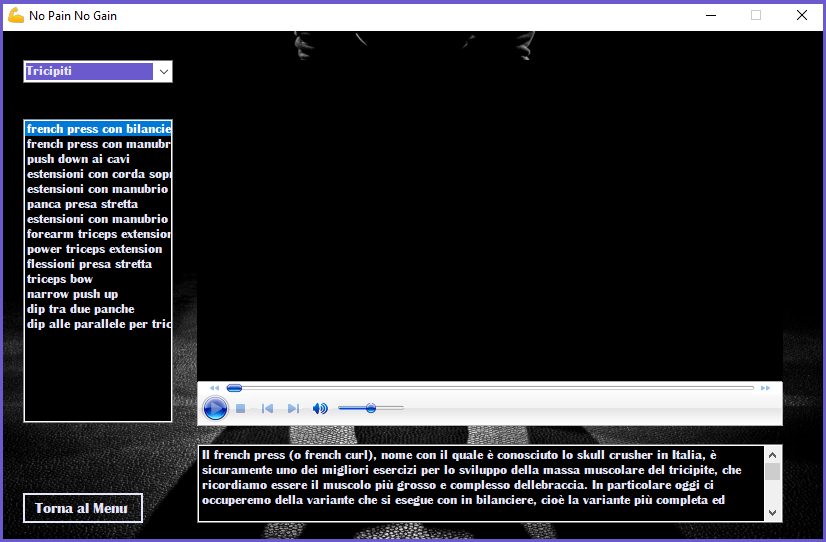 No Pain No Gain
Tricipiti
french press con bilancie
french press con manubr
push down ai cavi
estensioni con corda sopr
estensioni con manubrio
panca presa stretta
estensioni con manubrio
forearm triceps extension
power triceps extension
flessioni presa stretta
triceps bow
narrow push up
dip tra due panche
dip alle parallele per tric
Il french press (o french curl), nome con il quale è conosciuto lo skull crusher in Italia, è
sicuramente uno dei migliori esercizi per lo sviluppo della massa muscolare del tricipite, che
ricordiamo essere il muscolo più grosso e complesso dellebraccia. In particolare oggi ci
occuperemo della variante che si esegue con in bilanciere, cioè la variante più completa ed
Torna al Menu